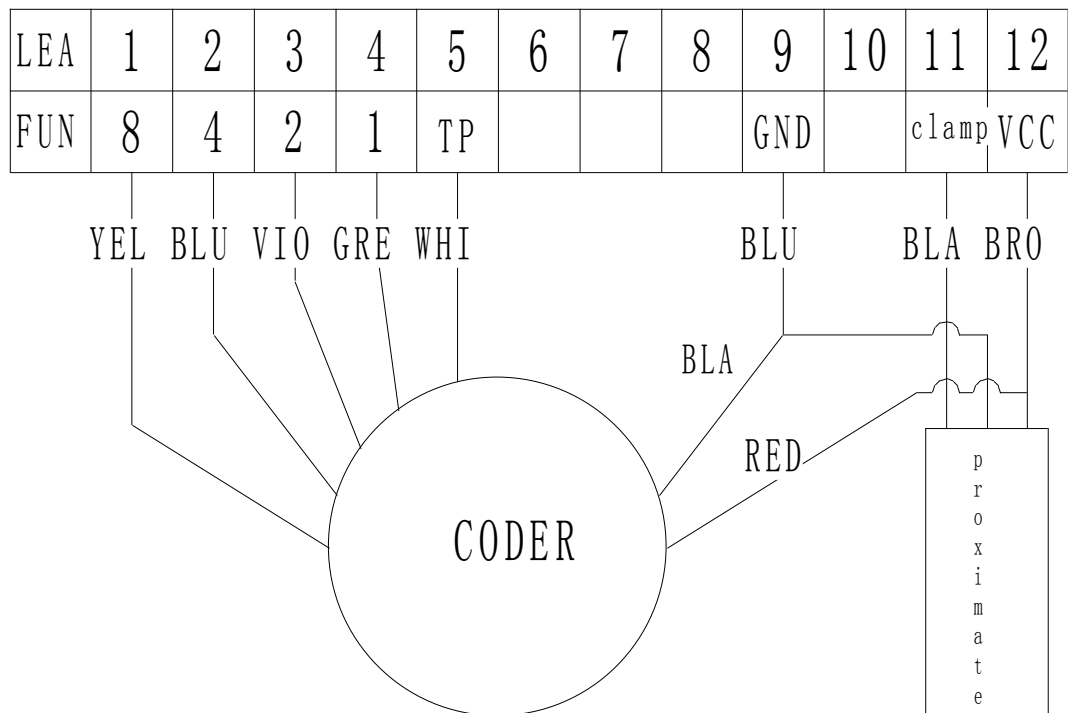 LEA 1 2 3 4 5 6 7 8 9 10 11 12
FUN 8 4 2 1 TP GND clamp VCC
YEL BLU VIO GRE WHI BLU BLA BRO
BLA
RED
CODER
proximate